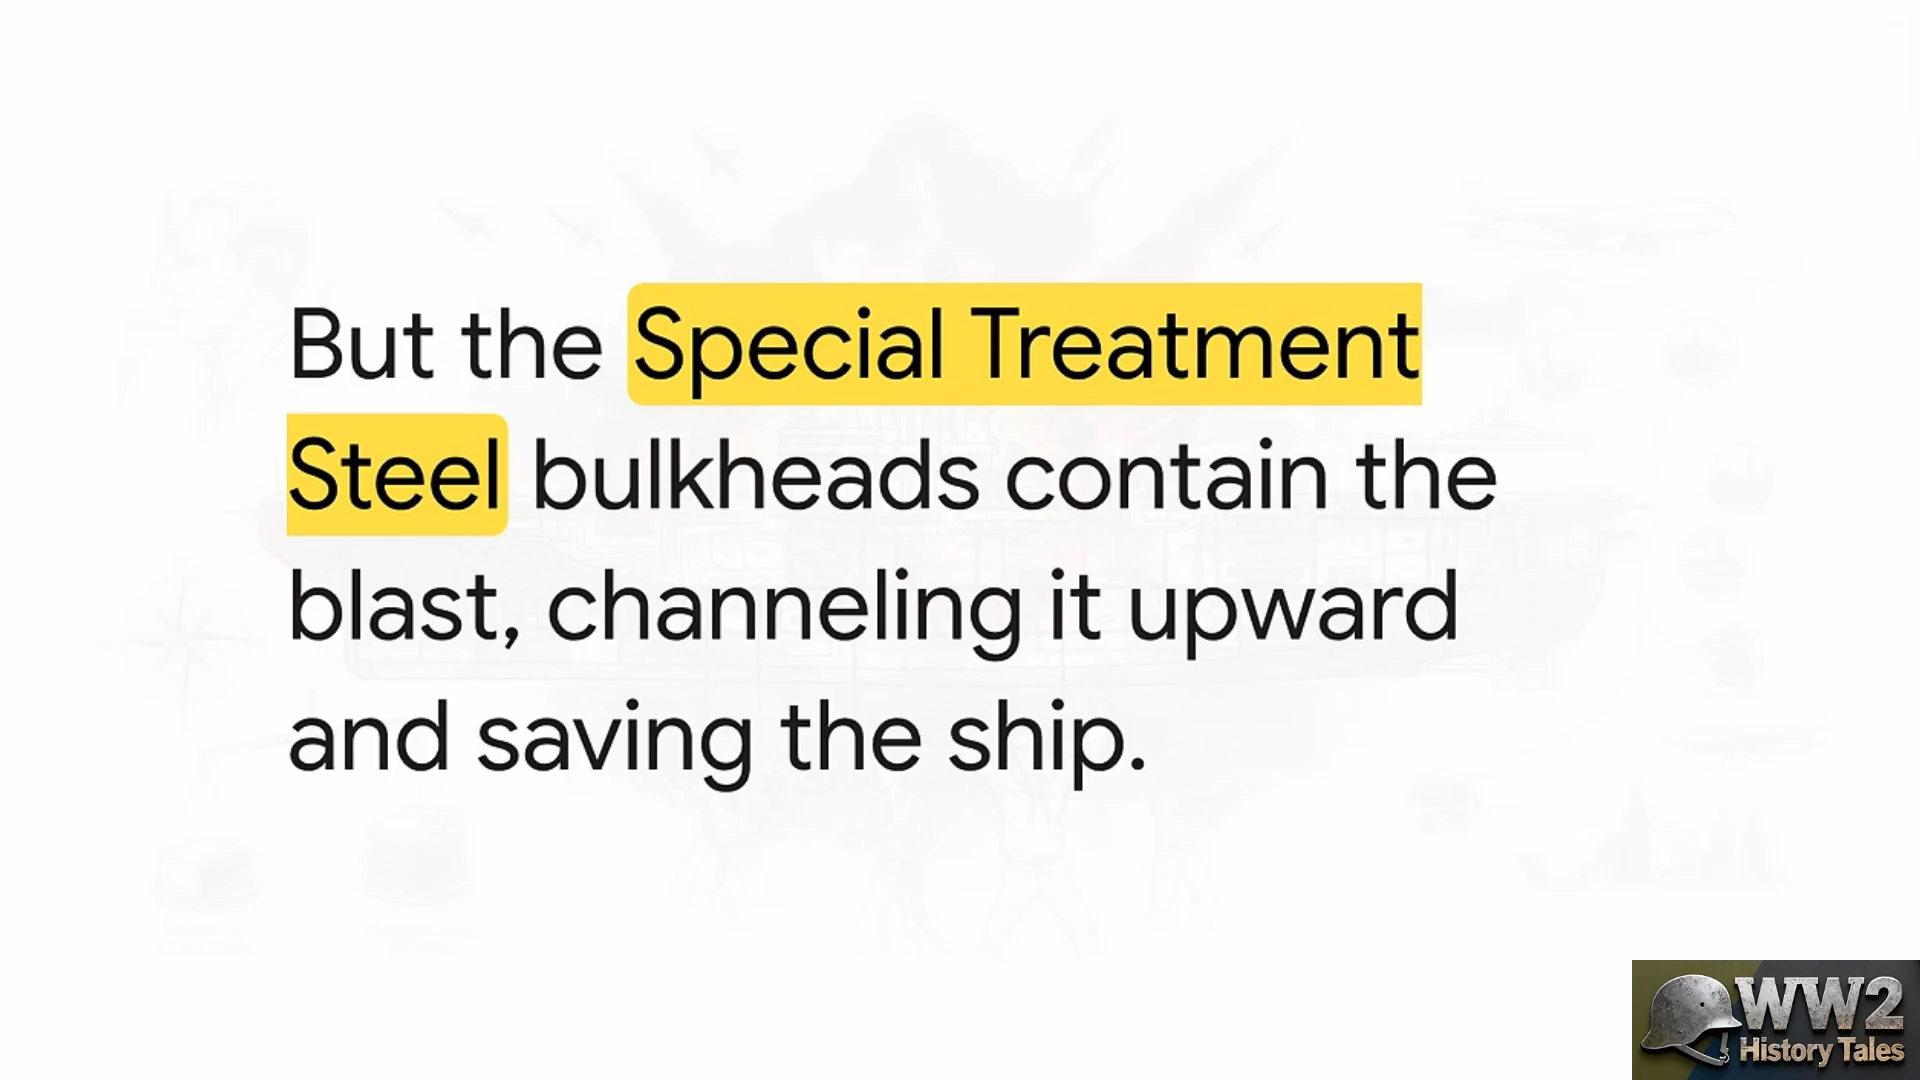 But the Special Treatment
Steel bulkheads contain the
blast, channeling it upward
and saving the ship.
WW2
History Tales